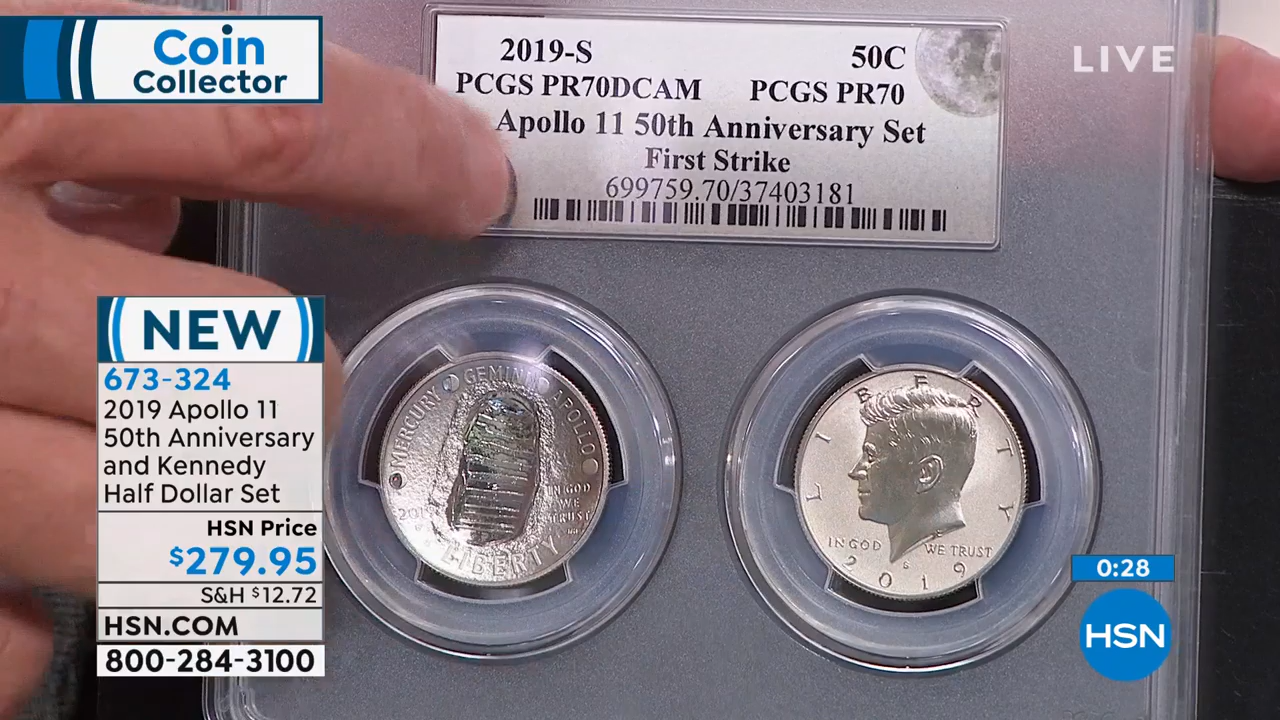 Coin
Collector
LIVE
2019-S 50C
PCGS PR70DCAM PCGS PR70
Apollo 11 50th Anniversary Set
First Strike
699759.70/37403181
NEW
673-324
2019 Apollo 11
50th Anniversary
and Kennedy
Half Dollar Set
HSN Price
$279.95
S&H $12.72
HSN.COM
800-284-3100
MERCURY GEMINI APOLLO
IN GOD
WE
TRUST
LIBERTY
LIBERTY
IN GOD WE TRUST
S
2019
0:28
HSN